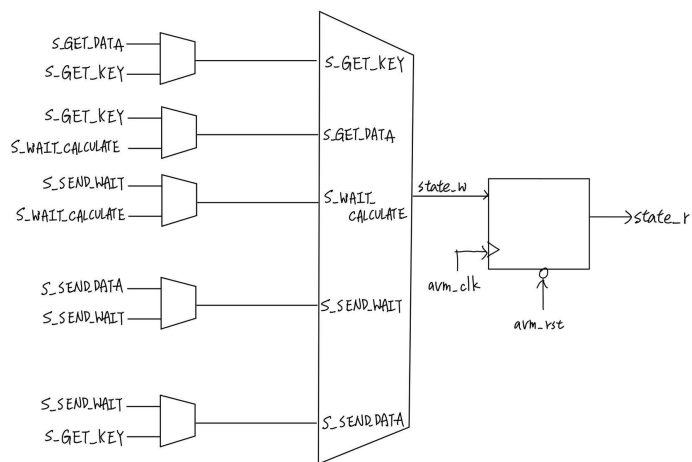 S_GET_DATA
S_GET_KEY
S_GET_KEY
S_WAIT_CALCULATE
S_SEND_WAIT
S_WAIT_CALCULATE
S_SEND_DATA
S_SEND_WAIT
S_SEND_WAIT
S_GET_KEY
S_GET_KEY
S_GET_DATA
S_WAIT_
CALCULATE
S_SEND_WAIT
S_SEND_DATA
state_w
avm_clk
avm_rst
state_r